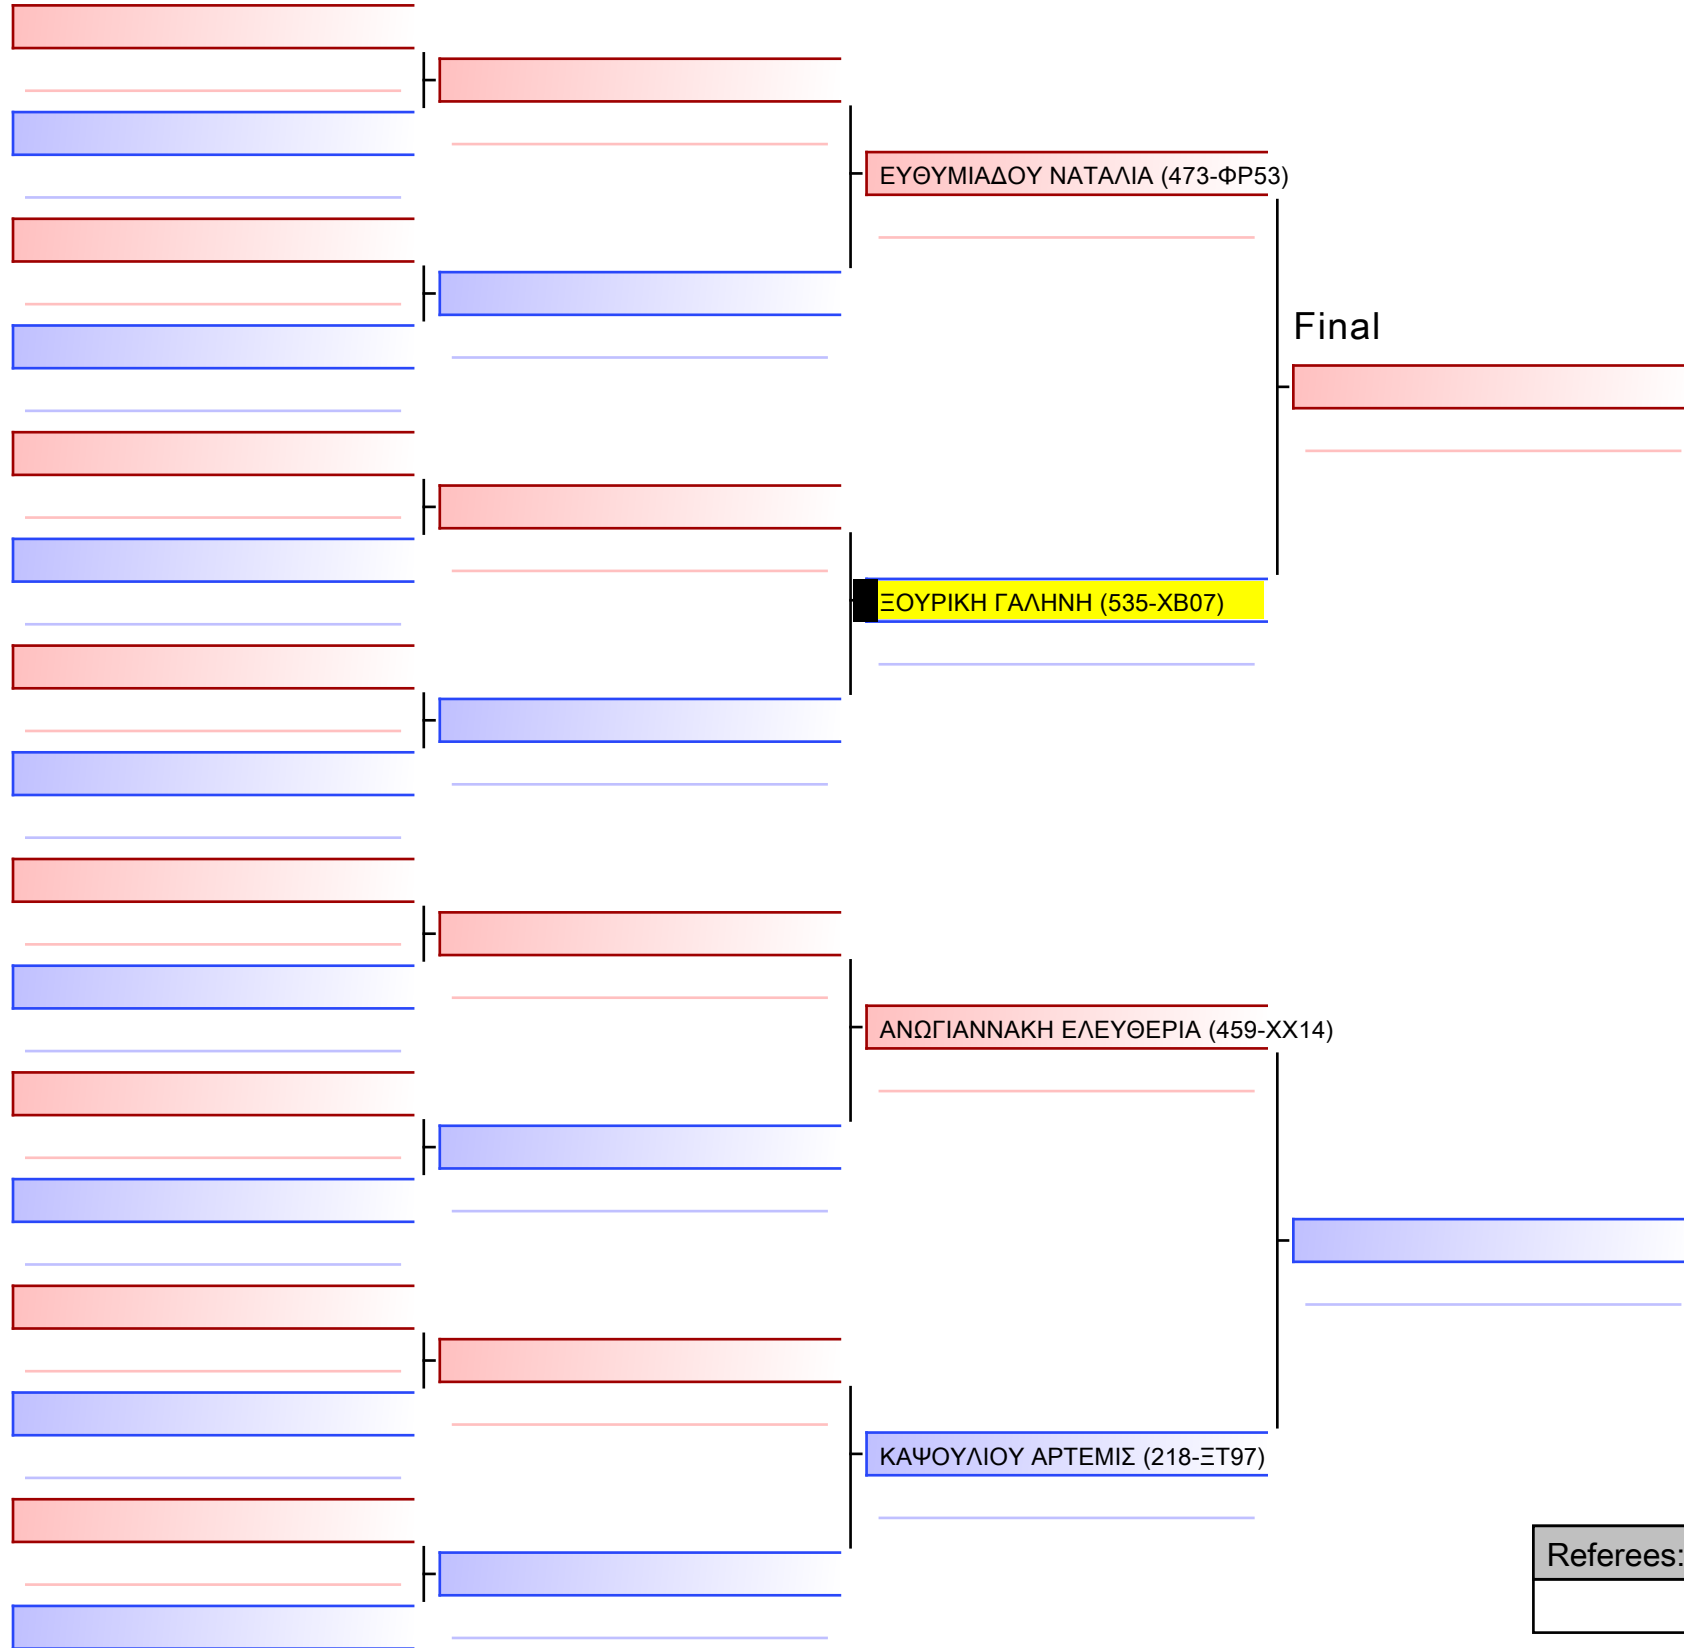 ΕΥΘΥΜΙΑΔΟΥ ΝΑΤΑΛΙΑ (473-ΦΡ53)
Final
ΞΟΥΡΙΚΗ ΓΑΛΗΝΗ (535-ΧΒ07)
ΑΝΩΓΙΑΝΝΑΚΗ ΕΛΕΥΘΕΡΙΑ (459-ΧΧ14)
ΚΑΨΟΥΛΙΟΥ ΑΡΤΕΜΙΣ (218-ΞΤ97)
Referees: